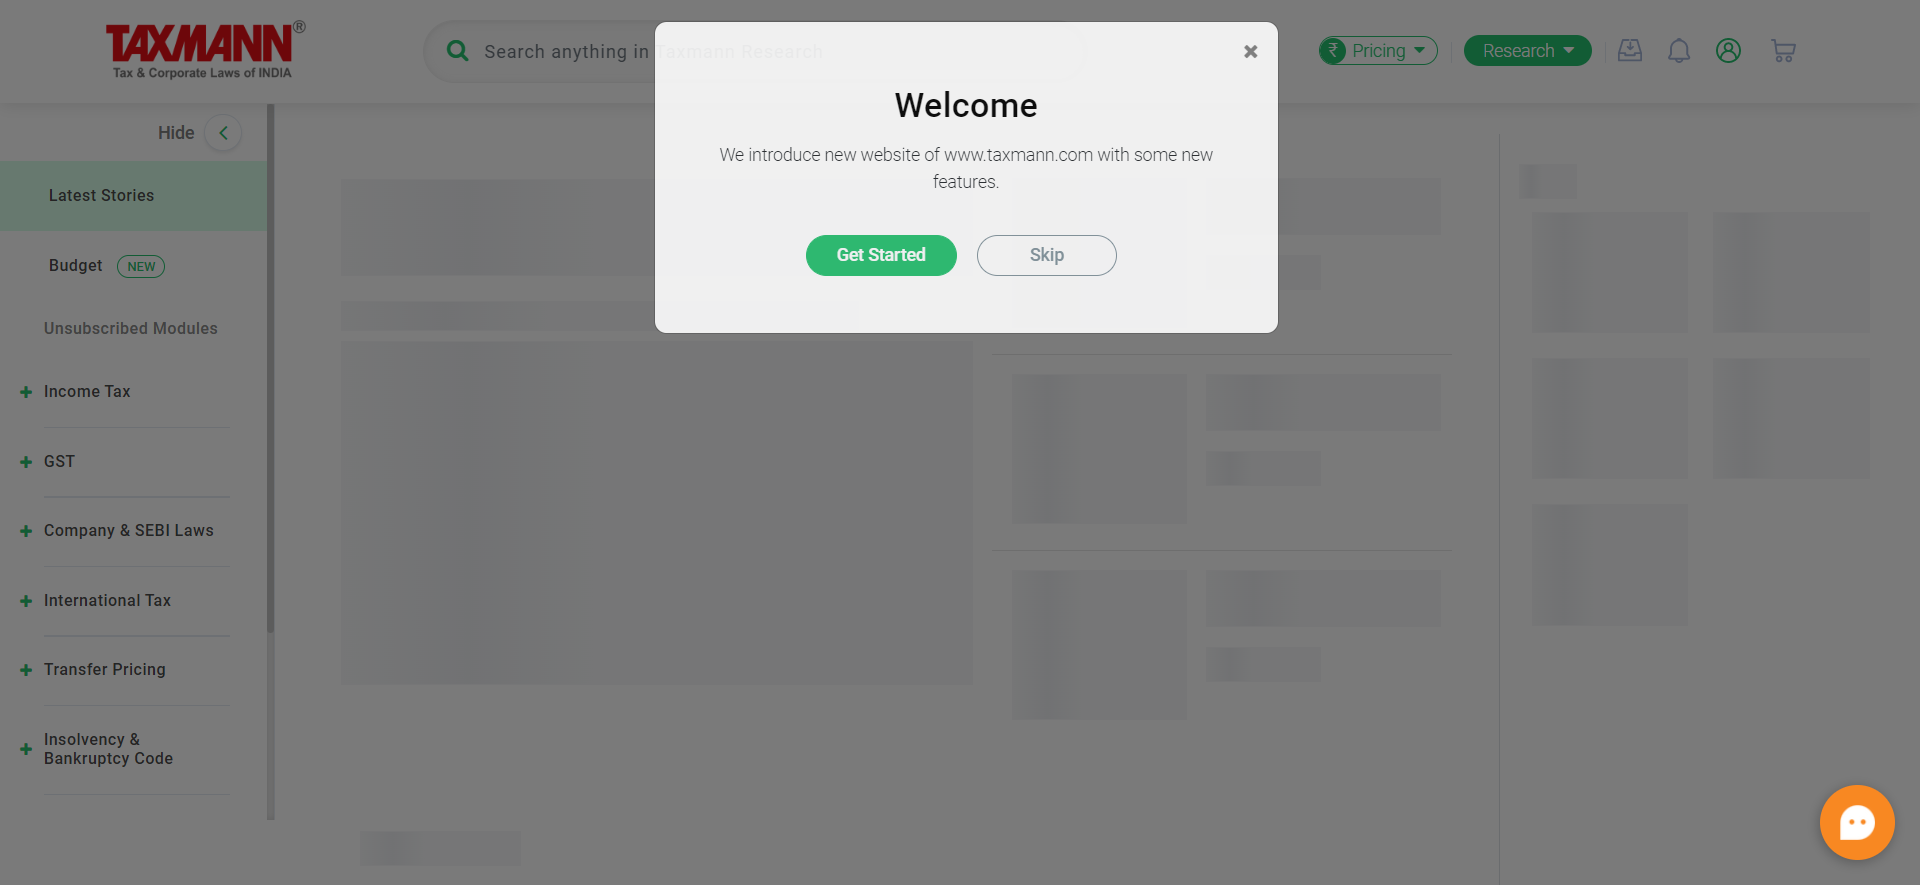 TAXMANN®
Tax & Corporate Laws of INDIA
Search anything in Taxmann Research
₹ Pricing
Research
Welcome
We introduce new website of www.taxmann.com with some new
features.
Get Started
Skip
Hide
Latest Stories
Budget NEW
Unsubscribed Modules
Income Tax
GST
Company & SEBI Laws
International Tax
Transfer Pricing
Insolvency &
Bankruptcy Code